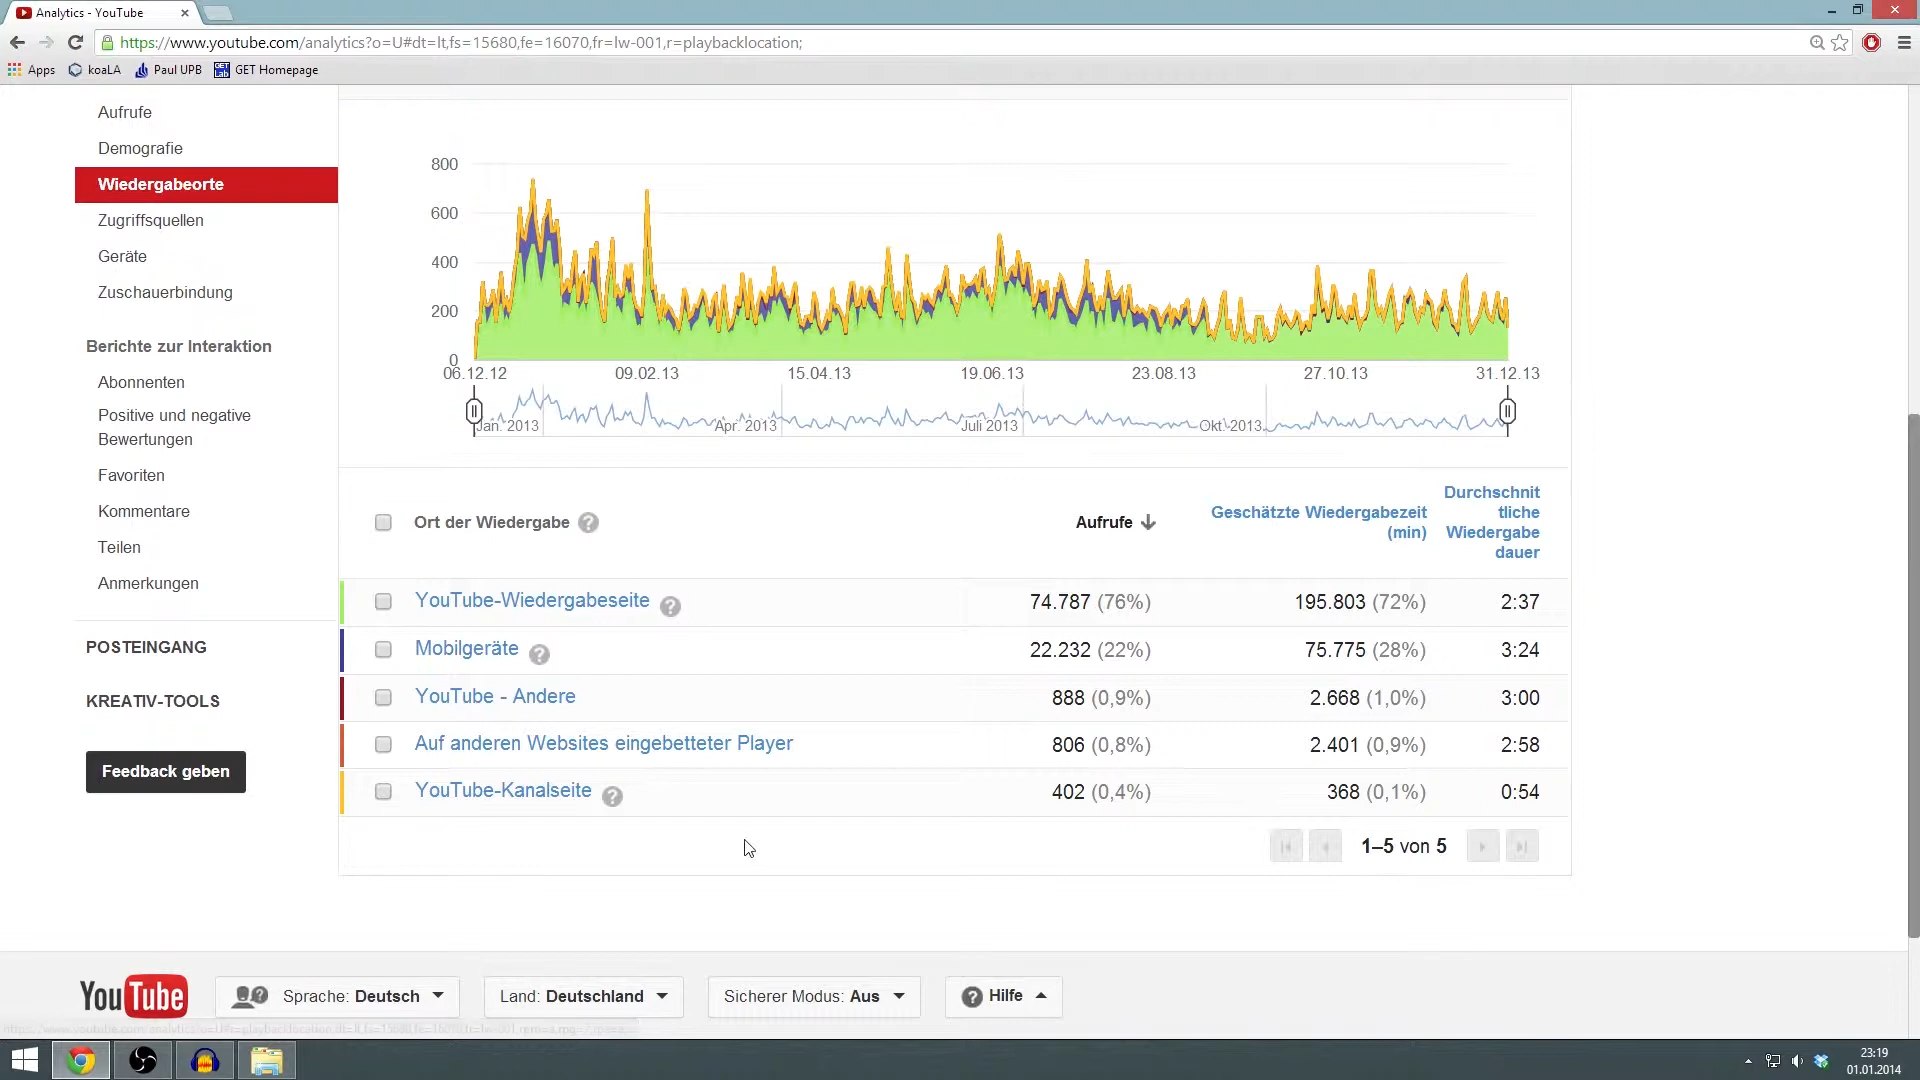 Analytics - YouTube
https://www.youtube.com/analytics?o=U#dt=lt,fs=15680,fe=16070,fr=lw-001,r=playbacklocation;
Apps koaLA Paul UPB GET Homepage
Aufrufe
Demografie
Wiedergabeorte
Zugriffsquellen
Geräte
Zuschauerbindung
Berichte zur Interaktion
Abonnenten
Positive und negative
Bewertungen
Favoriten
Kommentare
Teilen
Anmerkungen
POSTEINGANG
KREATIV-TOOLS
Feedback geben
800
600
400
200
0
06.12.12 09.02.13 15.04.13 19.06.13 23.08.13 27.10.13 31.12.13
Jan. 2013 Apr. 2013 Juli 2013 Okt. 2013
Ort der Wiedergabe ?
Aufrufe
Geschätzte Wiedergabezeit
(min)
Durchschnit
tliche
Wiedergabe
dauer
YouTube-Wiedergabeseite ? 74.787 (76%) 195.803 (72%) 2:37
Mobilgeräte ? 22.232 (22%) 75.775 (28%) 3:24
YouTube - Andere 888 (0,9%) 2.668 (1,0%) 3:00
Auf anderen Websites eingebetteter Player 806 (0,8%) 2.401 (0,9%) 2:58
YouTube-Kanalseite ? 402 (0,4%) 368 (0,1%) 0:54
1–5 von 5
YouTube
Sprache: Deutsch
Land: Deutschland
Sicherer Modus: Aus
? Hilfe
23:19
01.01.2014